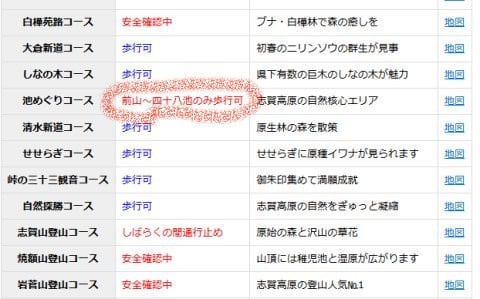 白樺苑路コース 安全確認中 ブナ・白樺林で森の癒しを 地図
大倉新道コース 歩行可 初春のニリンソウの群生が見事 地図
しなの木コース 歩行可 県下有数の巨木のしなの木が魅力 地図
池めぐりコース 前山～四十八池のみ歩行可 志賀高原の自然核心エリア 地図
清水新道コース 歩行可 原生林の森を散策 地図
せせらぎコース 歩行可 せせらぎに原種イワナが見られます 地図
峠の三十三観音コース 歩行可 御朱印集めて満願成就 地図
自然探勝コース 歩行可 志賀高原の自然をぎゅっと凝縮 地図
志賀山登山コース しばらくの間通行止め 原始の森と沢山の草花 地図
焼額山登山コース 安全確認中 山頂には稚児池と湿原が広がります 地図
岩菅山登山コース 安全確認中 志賀高原の登山人気No.1 地図